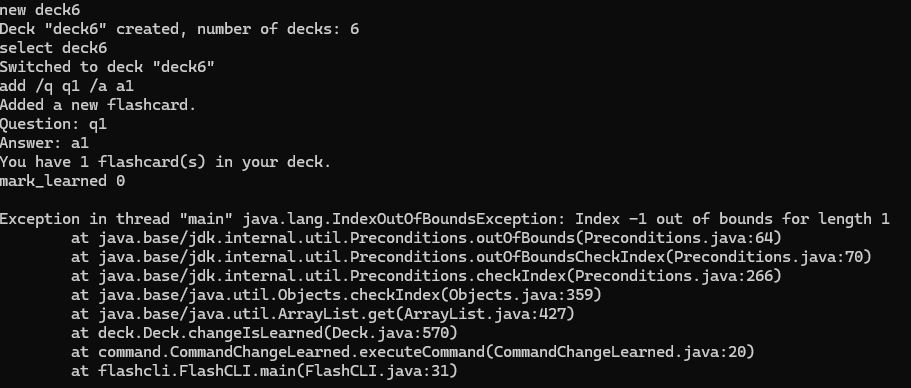 new deck6
Deck "deck6" created, number of decks: 6
select deck6
Switched to deck "deck6"
add /q q1 /a a1
Added a new flashcard.
Question: q1
Answer: a1
You have 1 flashcard(s) in your deck.
mark_learned 0
Exception in thread "main" java.lang.IndexOutOfBoundsException: Index -1 out of bounds for length 1
at java.base/jdk.internal.util.Preconditions.outOfBounds(Preconditions.java:64)
at java.base/jdk.internal.util.Preconditions.outOfBoundsCheckIndex(Preconditions.java:70)
at java.base/jdk.internal.util.Preconditions.checkIndex(Preconditions.java:266)
at java.base/java.util.Objects.checkIndex(Objects.java:359)
at java.base/java.util.ArrayList.get(ArrayList.java:427)
at deck.Deck.changeIsLearned(Deck.java:570)
at command.CommandChangeLearned.executeCommand(CommandChangeLearned.java:20)
at flashcli.FlashCLI.main(FlashCLI.java:31)